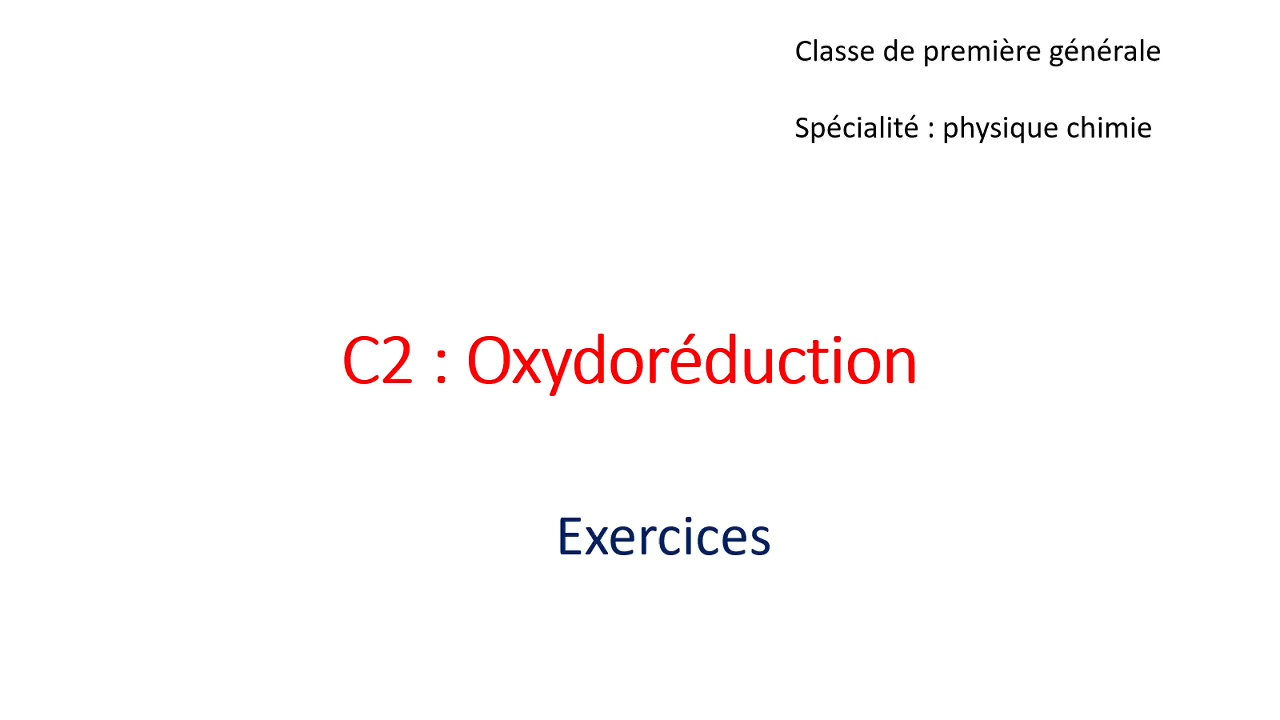 Classe de première générale
Spécialité : physique chimie
C2 : Oxydoréduction
Exercices